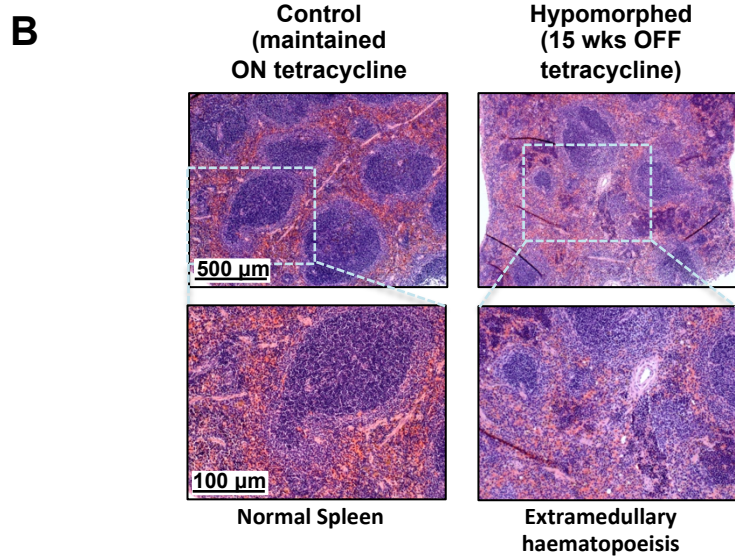 B
Control
(maintained
ON tetracycline
Hypomorphed
(15 wks OFF
tetracycline)
500 µm
100 µm
Normal Spleen
Extramedullary
haematopoeisis